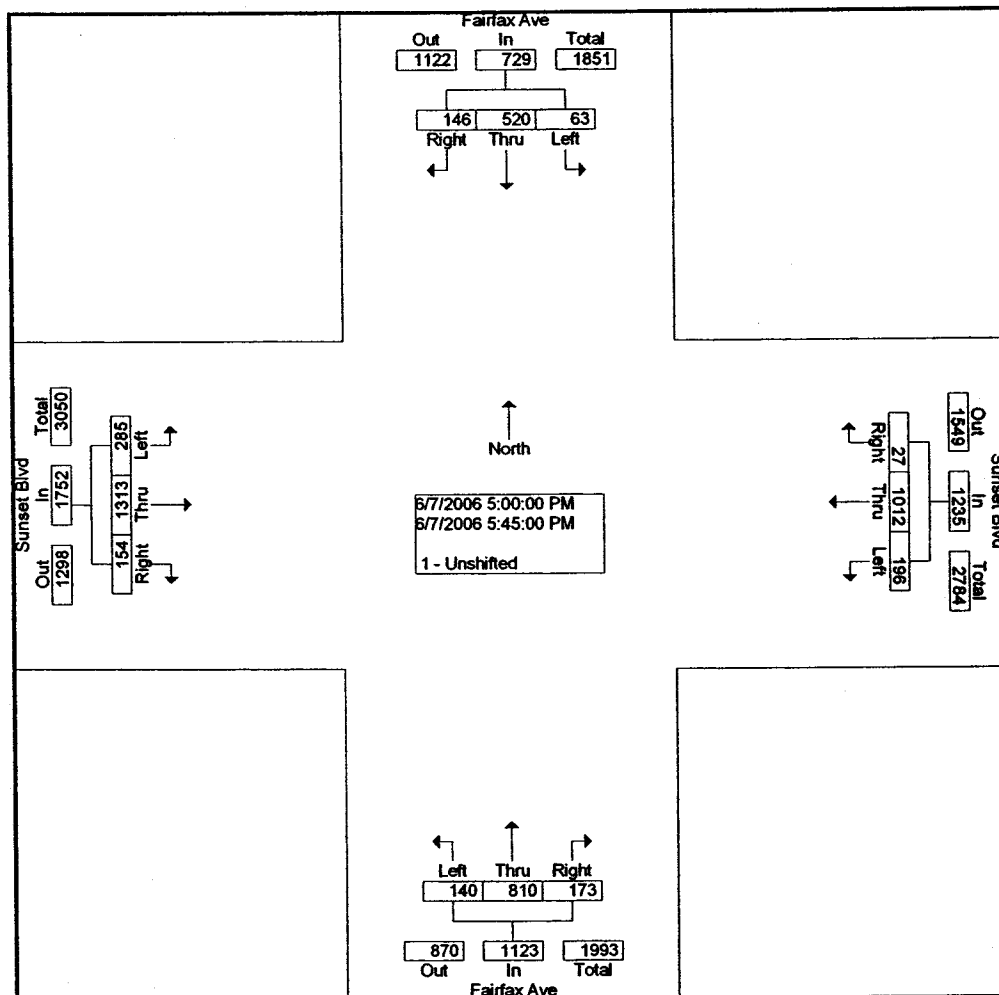 Fairfax Ave
Out In Total
1122 729 1851
146 520 63
Right Thru Left
Sunset Blvd
Total In Out
3050 1752 1298
285 1313 154
Left Thru Right
North
6/7/2006 5:00:00 PM
6/7/2006 5:45:00 PM
1 - Unshifted
Right Thru Left
27 1012 196
Out In Total
1549 1235 2784
Sunset Blvd
Left Thru Right
140 810 173
870 1123 1993
Out In Total
Fairfax Ave